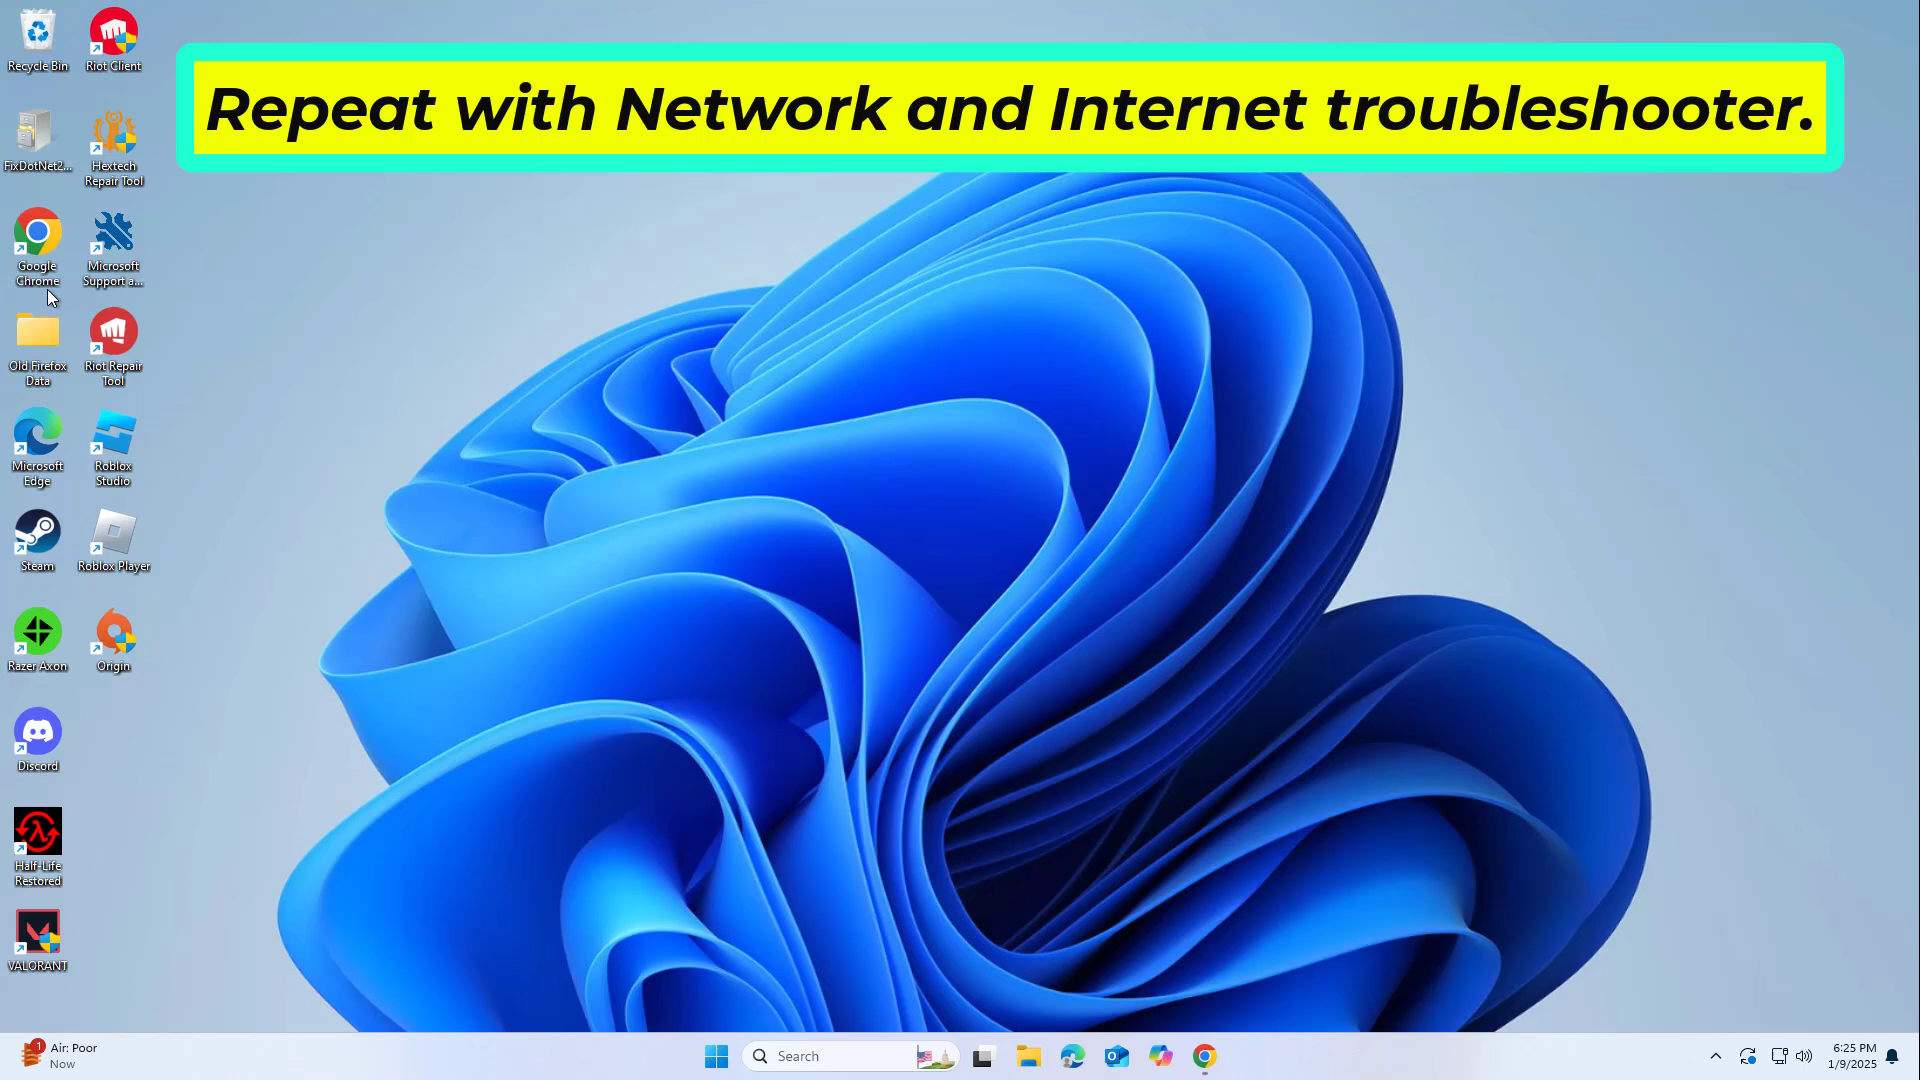 Repeat with Network and Internet troubleshooter.
Recycle Bin
Riot Client
FixDotNet2...
Hextech
Repair Tool
Google
Chrome
Microsoft
Support a...
Old Firefox
Data
Riot Repair
Tool
Microsoft
Edge
Roblox
Studio
Steam
Roblox Player
Razer Axon
Origin
Discord
Half-Life
Restored
VALORANT
1
Air: Poor
Now
Search
6:25 PM
1/9/2025